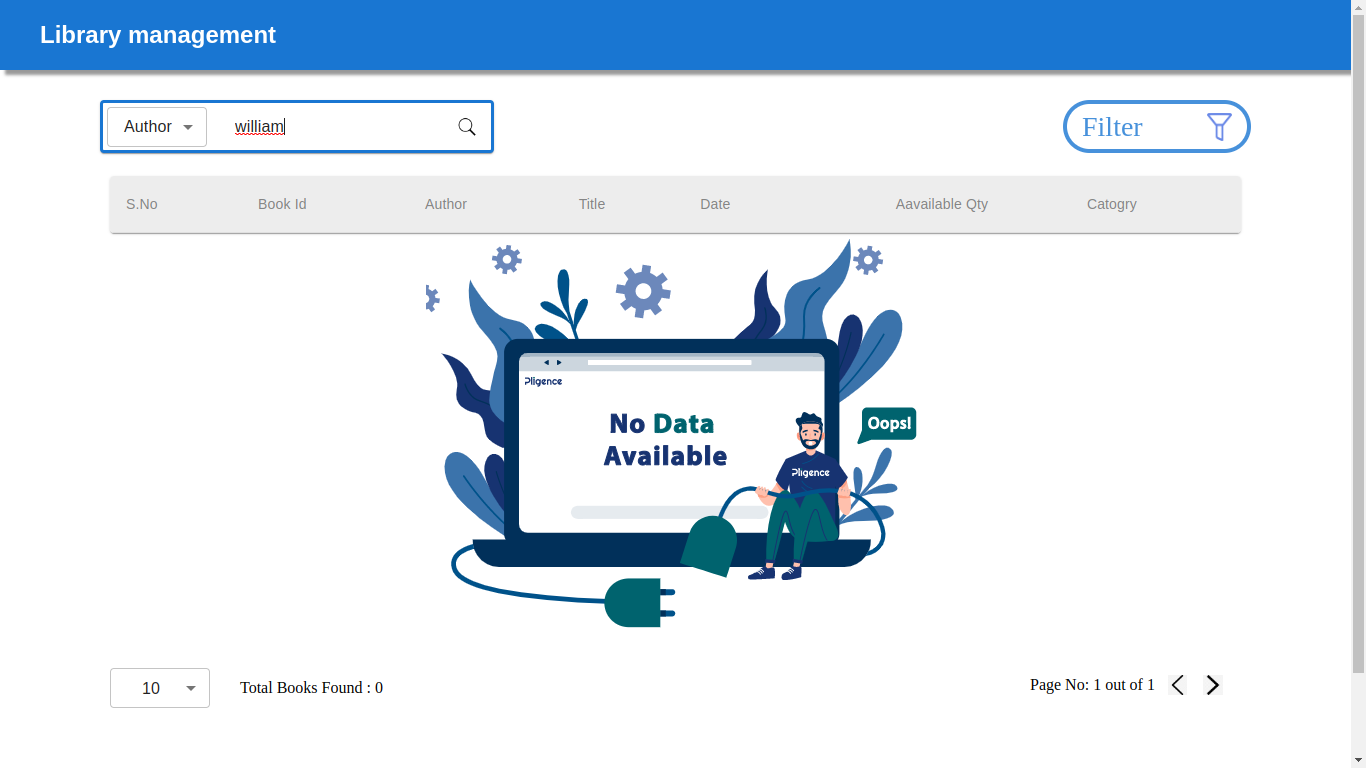 Library management
Author william
Filter
S.No Book Id Author Title Date Aavailable Qty Catogry
Pligence
No Data
Available
Oops!
Pligence
10 Total Books Found : 0 Page No: 1 out of 1